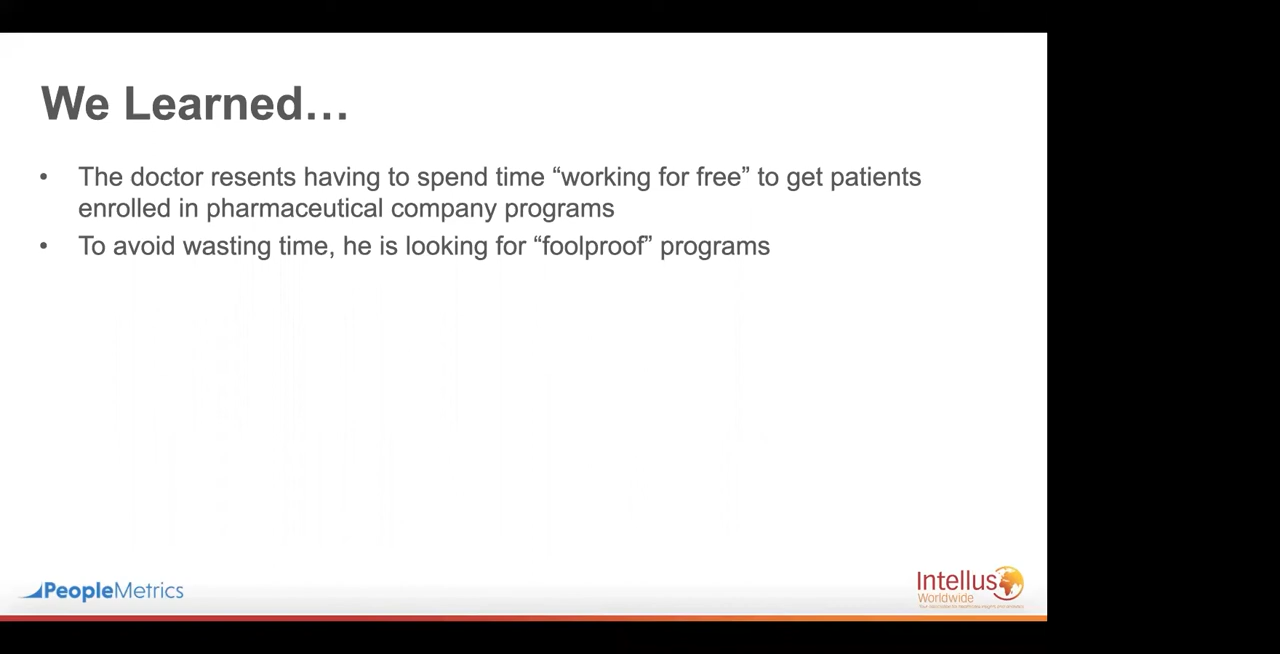 We Learned…
• The doctor resents having to spend time “working for free” to get patients
enrolled in pharmaceutical company programs
• To avoid wasting time, he is looking for “foolproof” programs
PeopleMetrics
Intellus
Worldwide